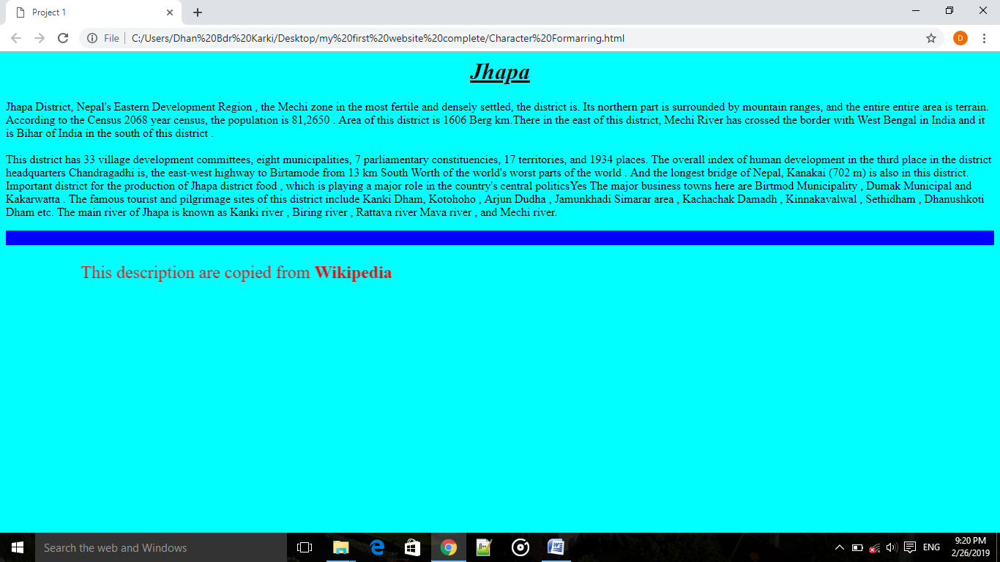 Project 1
File
C:/Users/Dhan%20Bdr%20Karki/Desktop/my%20first%20website%20complete/Character%20Formarring.html
D
Jhapa
Jhapa District, Nepal's Eastern Development Region , the Mechi zone in the most fertile and densely settled, the district is. Its northern part is surrounded by mountain ranges, and the entire entire area is terrain.
According to the Census 2068 year census, the population is 81,2650 . Area of this district is 1606 Berg km.There in the east of this district, Mechi River has crossed the border with West Bengal in India and it
is Bihar of India in the south of this district .
This district has 33 village development committees, eight municipalities, 7 parliamentary constituencies, 17 territories, and 1934 places. The overall index of human development in the third place in the district
headquarters Chandragadhi is, the east-west highway to Birtamode from 13 km South Worth of the world's worst parts of the world . And the longest bridge of Nepal, Kanakai (702 m) is also in this district.
Important district for the production of Jhapa district food , which is playing a major role in the country's central politicsYes The major business towns here are Birtmod Municipality , Dumak Municipal and
Kakarwatta . The famous tourist and pilgrimage sites of this district include Kanki Dham, Kotohoho , Arjun Dudha , Jamunkhadi Simarar area , Kachachak Damadh , Kinnakavalwal , Sethidham , Dhanushkoti
Dham etc. The main river of Jhapa is known as Kanki river , Biring river , Rattava river Mava river , and Mechi river.
This description are copied from Wikipedia
Search the web and Windows
ENG
9:20 PM
2/26/2019